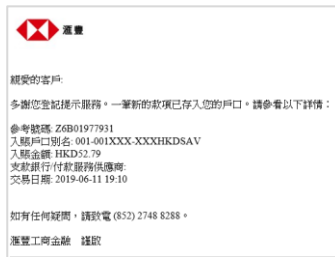 滙豐
親愛的客戶:
多謝您登記提示服務。一筆新的款項已存入您的戶口。請參看以下詳情：
參考號碼: Z6B01977931
入賬戶口別名: 001-001XXX-XXXHKDSAV
入賬金額: HKD52.79
支款銀行/付款服務供應商:
交易日期: 2019-06-11 19:10
如有任何疑問，請致電 (852) 2748 8288。
滙豐工商金融　謹啟